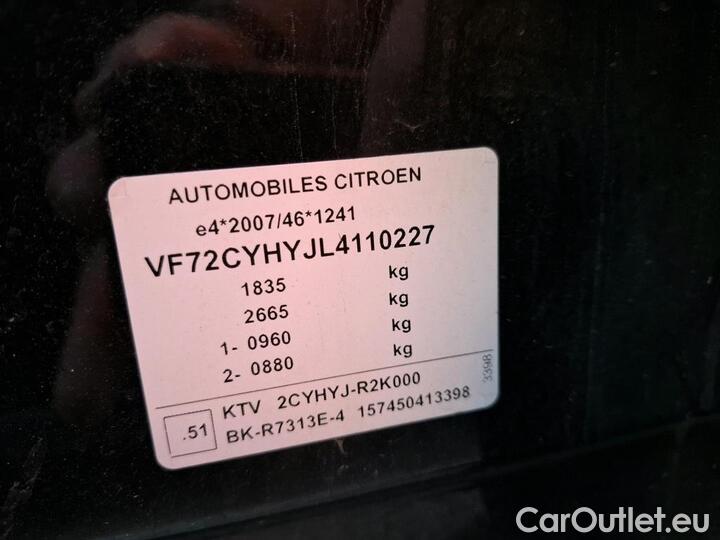 AUTOMOBILES CITROEN
e4*2007/46*1241
VF72CYHYJL4110227
1835 kg
2665 kg
1- 0960 kg
2- 0880 kg
3398
.51
KTV 2CYHYJ-R2K000
BK-R7313E-4 157450413398
CarOutlet.eu